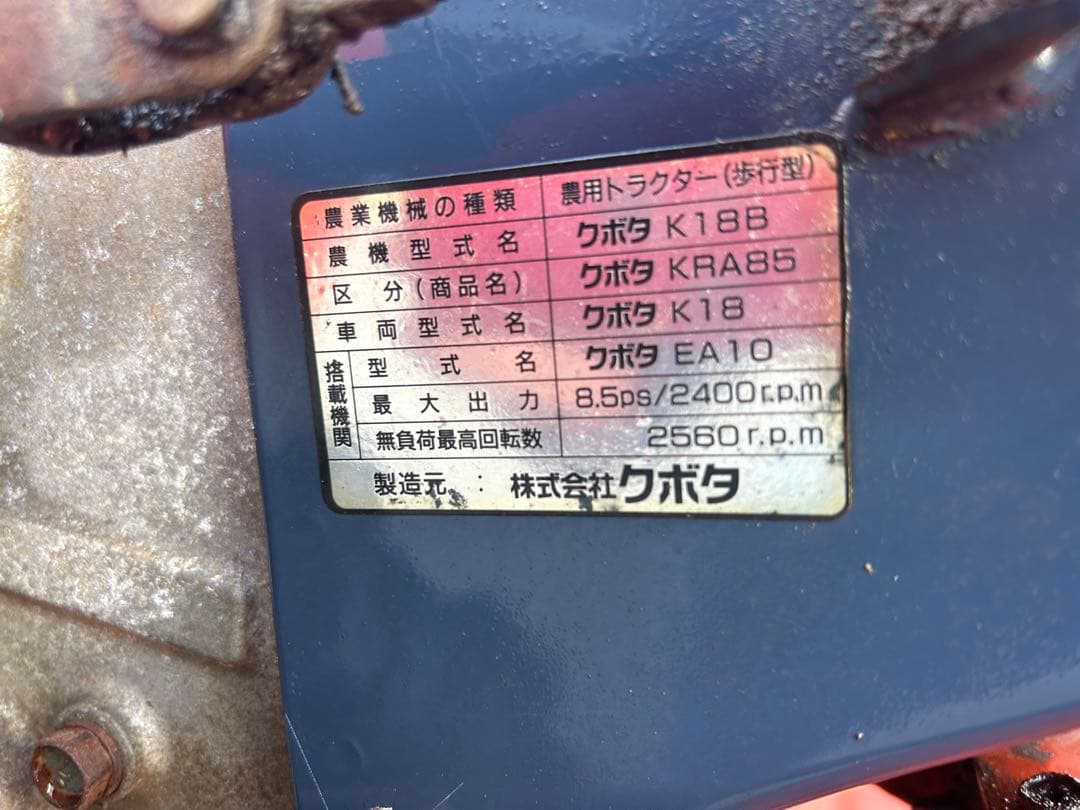 農業機械の種類 農用トラクター(歩行型)
農機型式名 クボタ K18B
区分(商品名) クボタ KRA85
車両型式名 クボタ K18
搭載機関
型式名 クボタ EA10
最大出力 8.5ps/2400r.p.m
無負荷最高回転数 2560r.p.m
製造元 : 株式会社クボタ